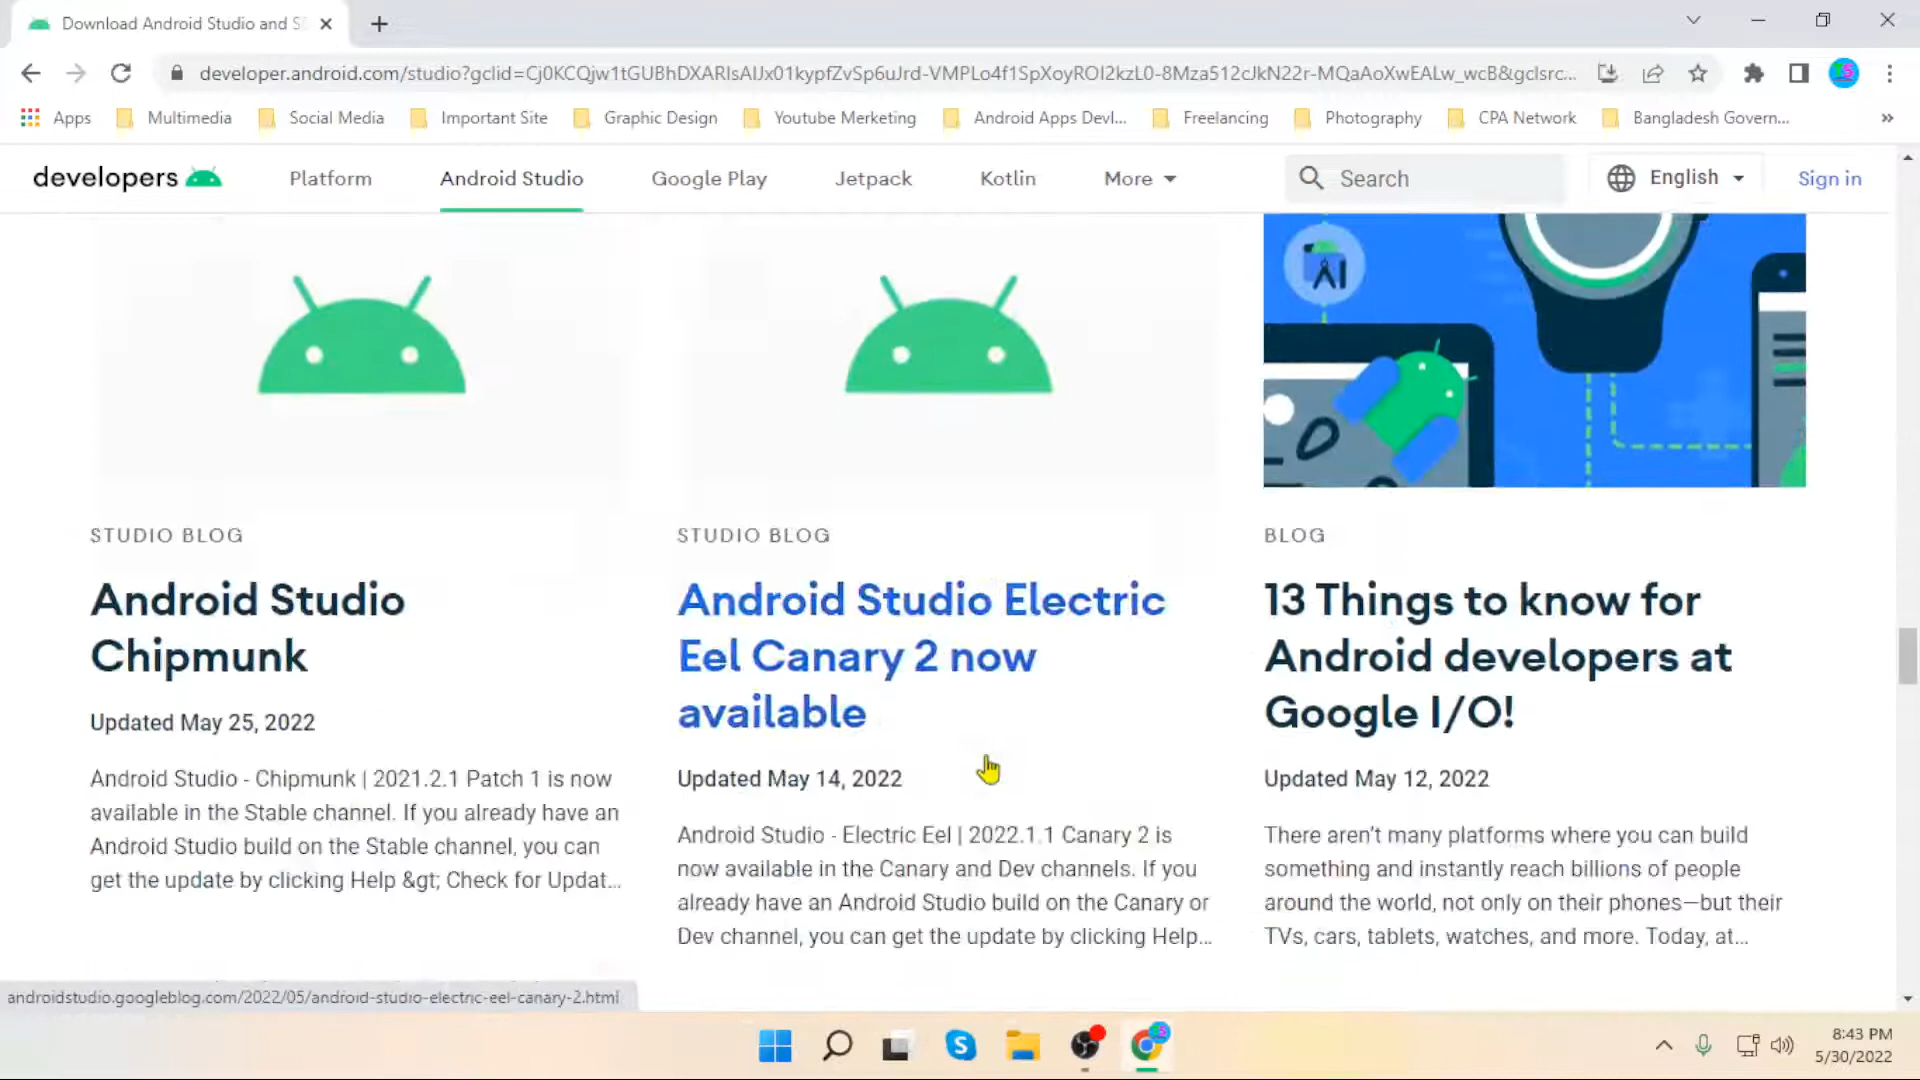 Download Android Studio and S
developer.android.com/studio?gclid=Cj0KCQjw1tGUBhDXARIsAIJx01kypfZvSp6uJrd-VMPLo4f1SpXoyROI2kzL0-8Mza512cJkN22r-MQaAoXwEALw_wcB&gclsrc...
Apps Multimedia Social Media Important Site Graphic Design Youtube Merketing Android Apps Devl... Freelancing Photography CPA Network Bangladesh Govern... »
developers Platform Android Studio Google Play Jetpack Kotlin More Search English Sign in
STUDIO BLOG
Android Studio
Chipmunk
Updated May 25, 2022
Android Studio - Chipmunk | 2021.2.1 Patch 1 is now
available in the Stable channel. If you already have an
Android Studio build on the Stable channel, you can
get the update by clicking Help &gt; Check for Updat...
STUDIO BLOG
Android Studio Electric
Eel Canary 2 now
available
Updated May 14, 2022
Android Studio - Electric Eel | 2022.1.1 Canary 2 is
now available in the Canary and Dev channels. If you
already have an Android Studio build on the Canary or
Dev channel, you can get the update by clicking Help...
BLOG
13 Things to know for
Android developers at
Google I/O!
Updated May 12, 2022
There aren’t many platforms where you can build
something and instantly reach billions of people
around the world, not only on their phones—but their
TVs, cars, tablets, watches, and more. Today, at...
androidstudio.googleblog.com/2022/05/android-studio-electric-eel-canary-2.html
8:43 PM
5/30/2022